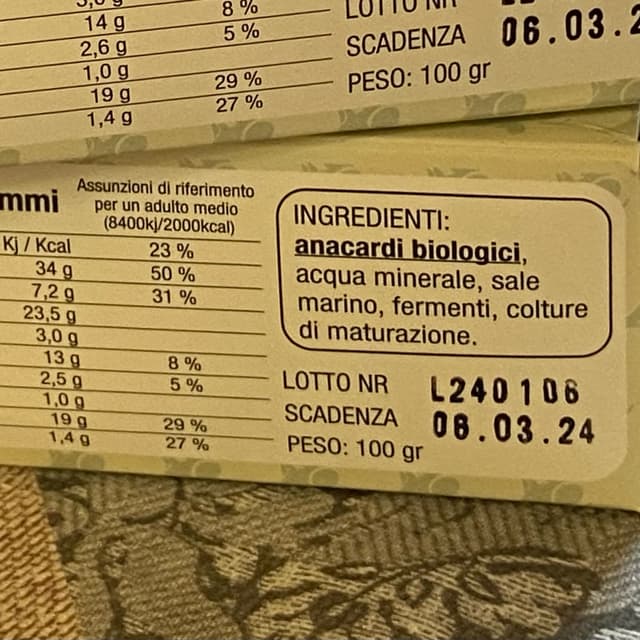 14 g 8 %
2,6 g 5 %
1,0 g
19 g 29 %
1,4 g 27 %
LOTTO NR
SCADENZA 06.03.2
PESO: 100 gr
mmi
Assunzioni di riferimento
per un adulto medio
(8400kj/2000kcal)
Kj / Kcal 23 %
34 g 50 %
7,2 g 31 %
23,5 g
3,0 g
13 g 8 %
2,5 g 5 %
1,0 g
19 g 29 %
1,4 g 27 %
INGREDIENTI:
anacardi biologici,
acqua minerale, sale
marino, fermenti, colture
di maturazione.
LOTTO NR L240106
SCADENZA 06.03.24
PESO: 100 gr